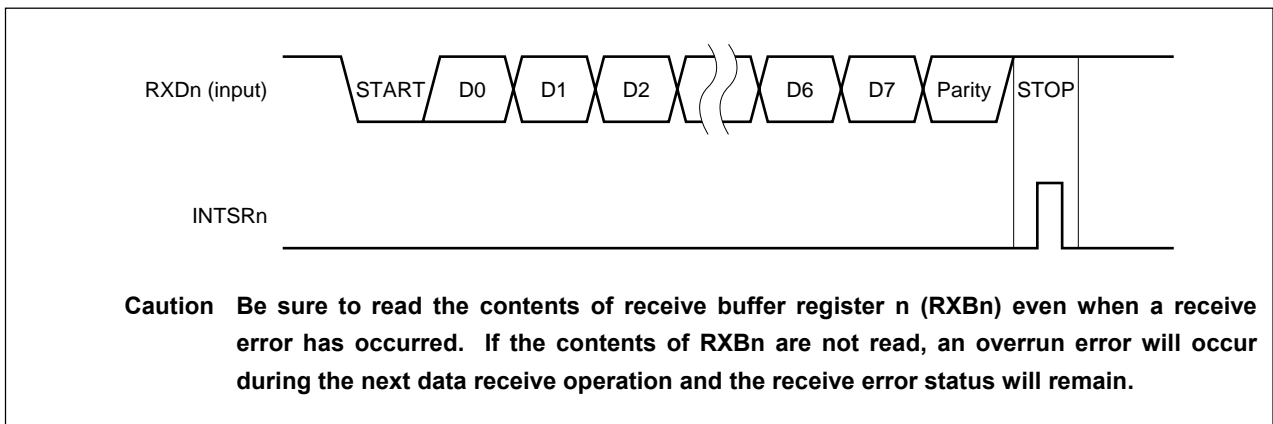 RXDn (input) START D0 D1 D2 D6 D7 Parity STOP
INTSRn
Caution Be sure to read the contents of receive buffer register n (RXBn) even when a receive
error has occurred. If the contents of RXBn are not read, an overrun error will occur
during the next data receive operation and the receive error status will remain.